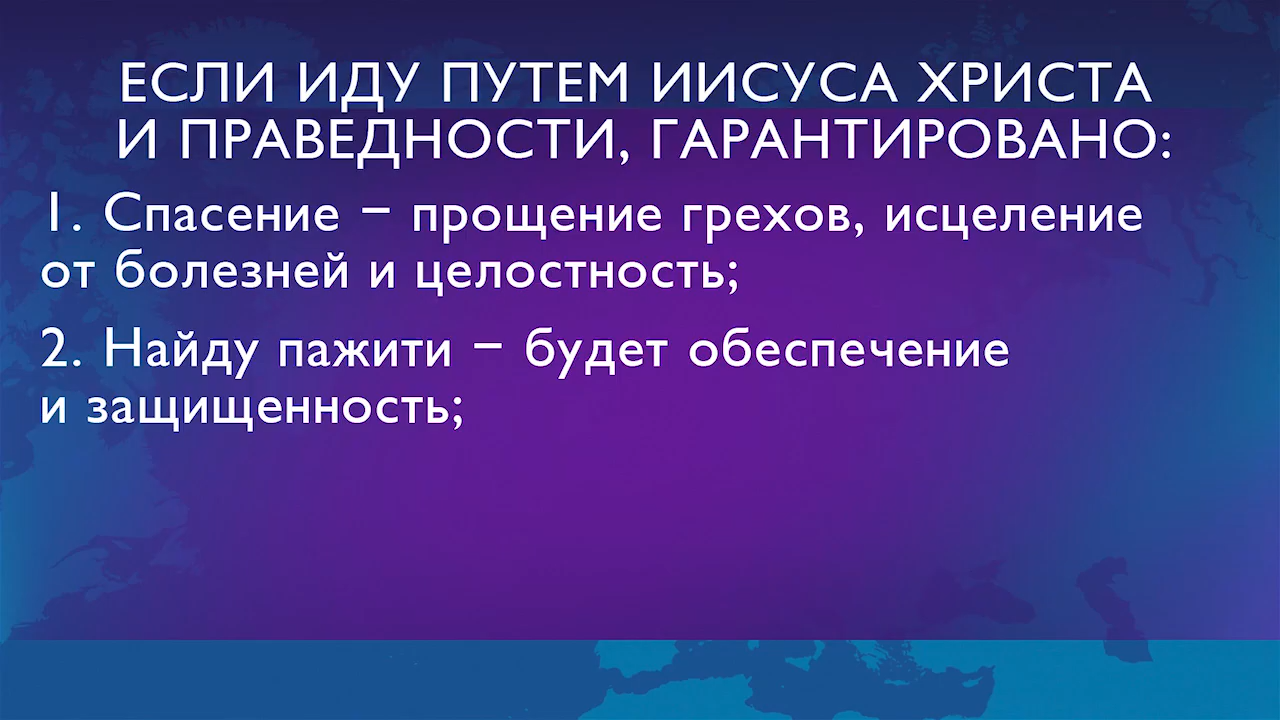 ЕСЛИ ИДУ ПУТЕМ ИИСУСА ХРИСТА
И ПРАВЕДНОСТИ, ГАРАНТИРОВАНО:
1. Спасение – прощение грехов, исцеление
от болезней и целостность;
2. Найду пажити – будет обеспечение
и защищенность;